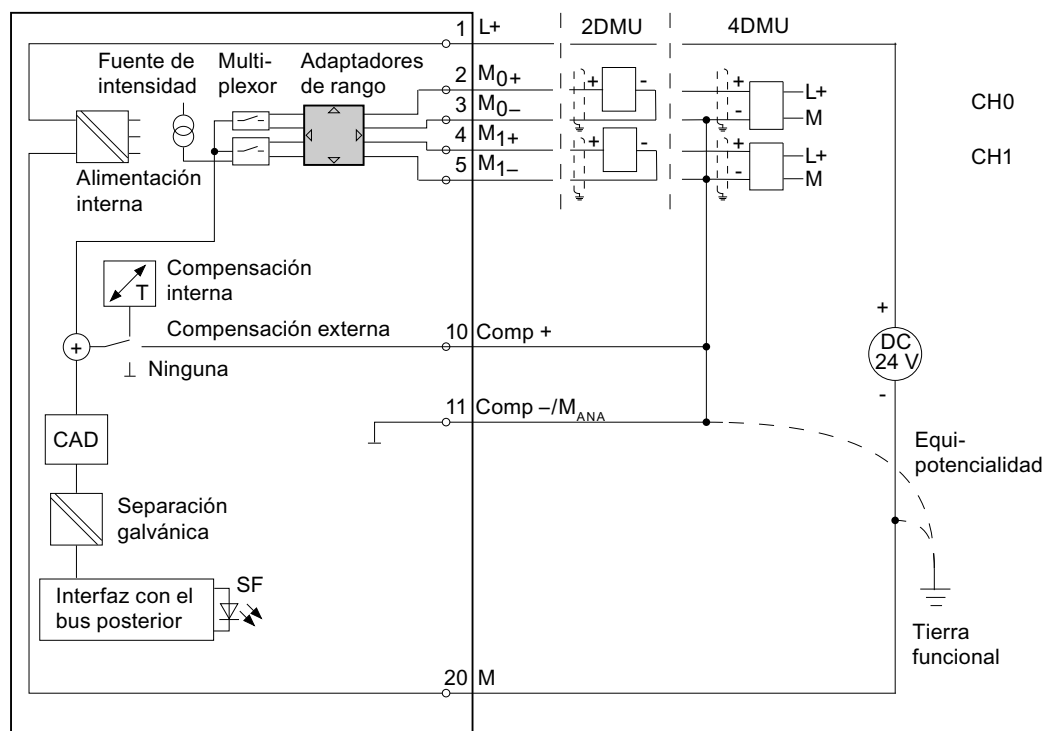 1 L+
2DMU
4DMU
Fuente de
intensidad
Multi-
plexor
Adaptadores
de rango
2 M0+
3 M0–
4 M1+
5 M1–
+ -
+ -
+
-
+
-
L+
M
L+
M
CH0
CH1
Alimentación
interna
T
Compensación
interna
Compensación externa
10 Comp +
+
⊥ Ninguna
+
DC
24 V
-
11 Comp –/MANA
CAD
Equi-
potencialidad
Separación
galvánica
Interfaz con el
bus posterior
SF
Tierra
funcional
20 M